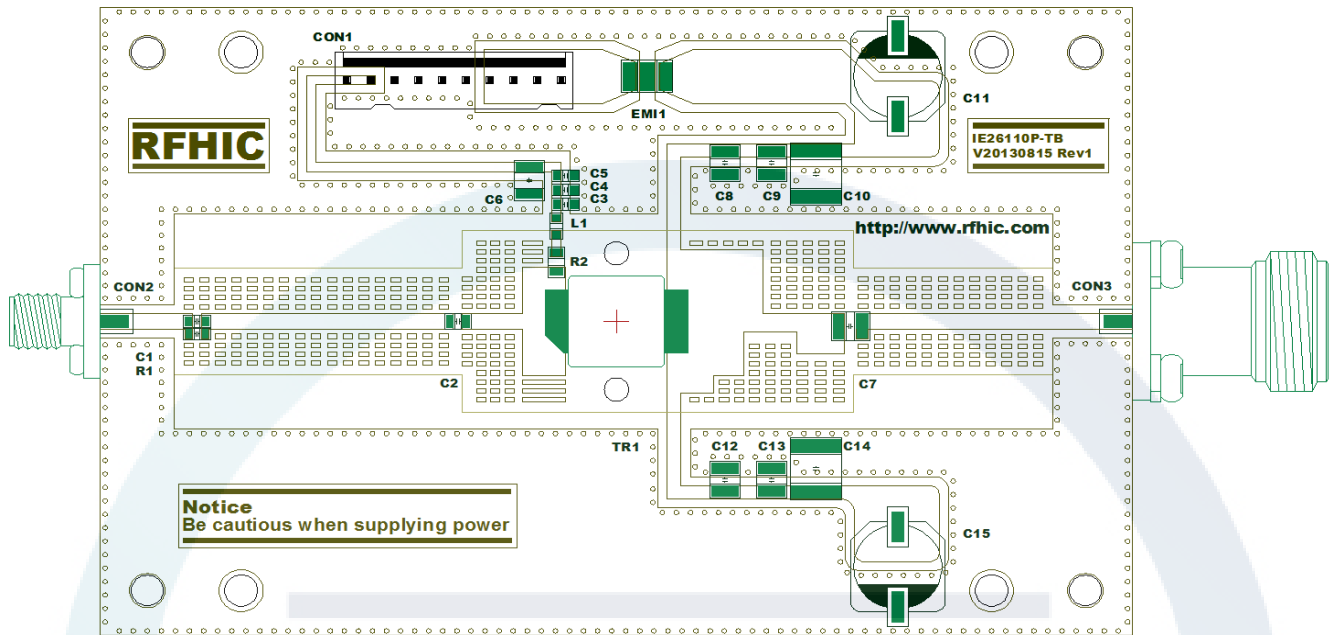 CON1
EMI1
C11
RFHIC
IE26110P-TB
V20130815 Rev1
C5
C4
C3
C6
C8
C9
C10
L1
http://www.rfhic.com
R2
CON2
CON3
C1
R1
C2
C7
TR1
C12
C13
C14
Notice
Be cautious when supplying power
C15